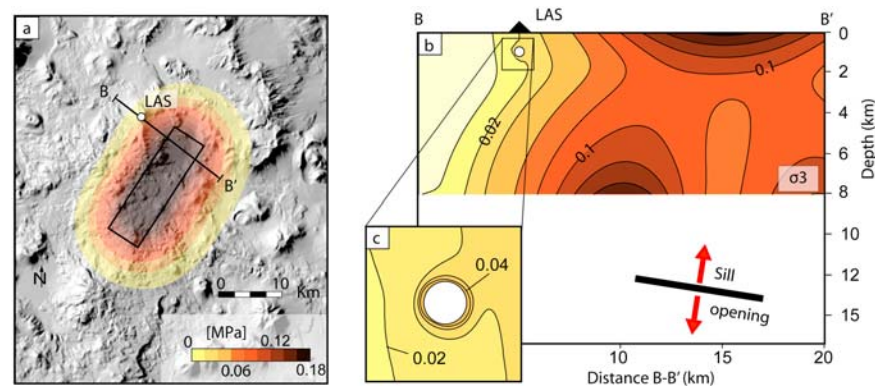 a
B
LAS
B'
N
0
10
Km
[MPa]
0
0.12
0.06
0.18
B
LAS
B'
b
0.02
0.1
0.1
σ3
0
2
4
6
8
10
12
16
Depth (km)
Sill
opening
10
15
20
Distance B-B' (km)
c
0.04
0.02